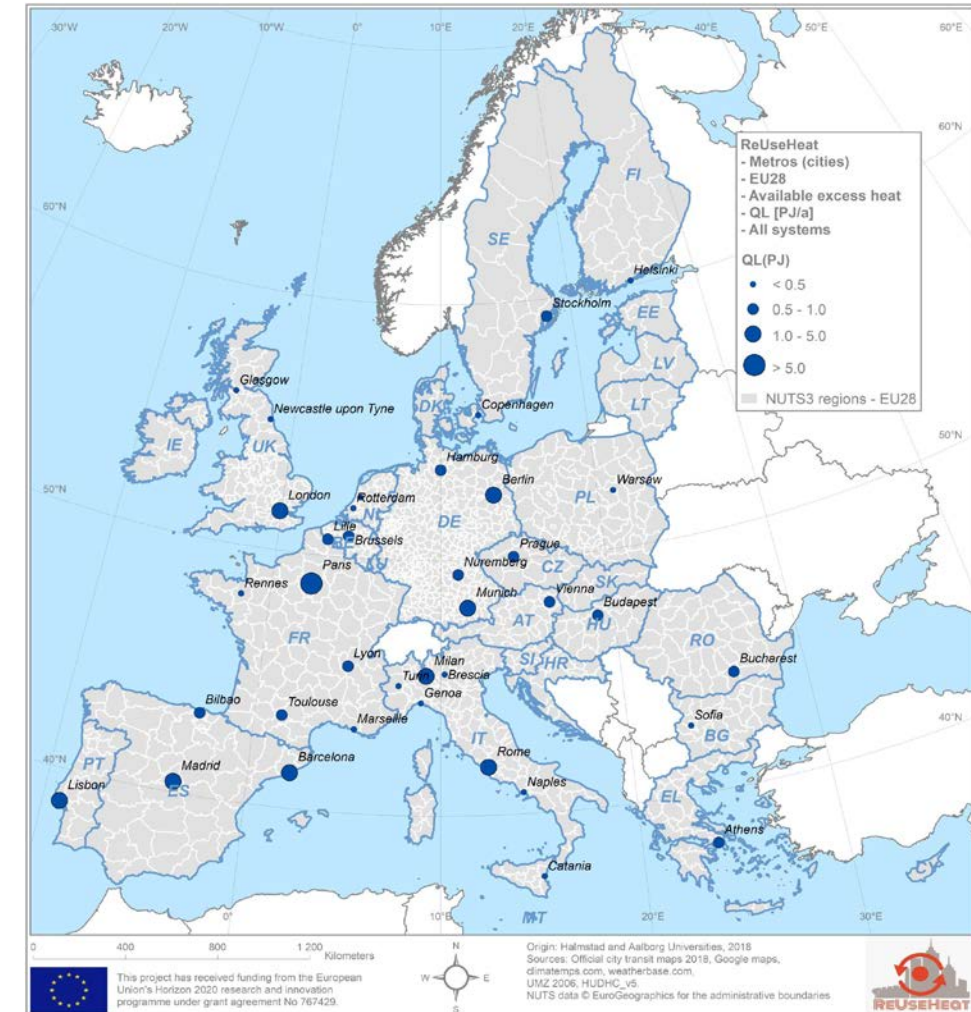 30°W
20°W
10°W
0°
10°E
20°E
30°E
40°E
50°E
60°E
60°N
60°N
50°N
50°N
40°N
40°N
ReUseHeat
- Metros (cities)
- EU28
- Available excess heat
- QL [PJ/a]
- All systems
QL(PJ)
< 0.5
0.5 - 1.0
1.0 - 5.0
> 5.0
NUTS3 regions - EU28
FI
SE
Helsinki
Stockholm
EE
LV
LT
Glasgow
Newcastle upon Tyne
DK
Copenhagen
IE
UK
Hamburg
London
Rotterdam
NL
Berlin
PL
Warsaw
DE
Lille
BE
Brussels
LU
Prague
CZ
Paris
Nuremberg
SK
Rennes
Munich
Vienna
Budapest
AT
HU
FR
RO
Lyon
Milan
SI
HR
Turin
Brescia
Bucharest
Genoa
Bilbao
Toulouse
Marseille
Sofia
BG
IT
PT
Madrid
Barcelona
Rome
Lisbon
ES
Naples
EL
Athens
Catania
MT
0°
10°E
20°E
30°E
0 400 800 1 200
Kilometers
N
W E
S
This project has received funding from the European
Union's Horizon 2020 research and innovation
programme under grant agreement No 767429.
Origin: Halmstad and Aalborg Universities, 2018
Sources: Official city transit maps 2018, Google maps,
climatemps.com, weatherbase.com,
UMZ 2006, HUDHC_v5.
NUTS data © EuroGeographics for the administrative boundaries
REUSEHEAT